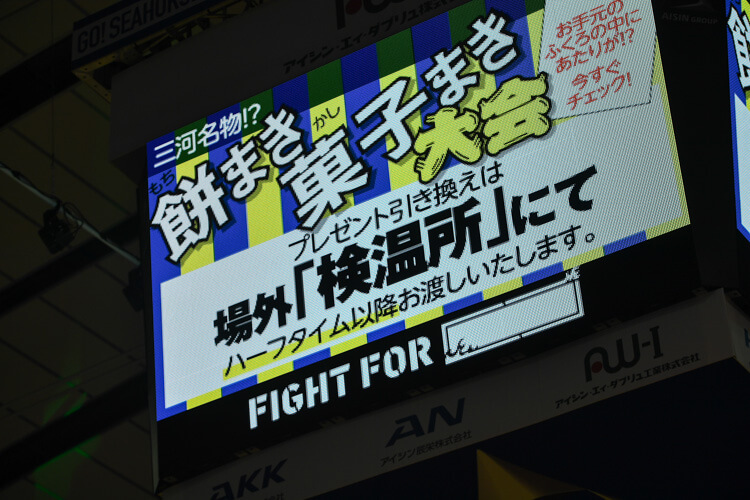 GO! SEAHORSES
アイシン・エィ・ダブリュ株式会社
AISIN GROUP
お手元の
ふくろの中に
あたりが!?
今すぐ
チェック!
三河名物!?
もち
餅まき
かし
菓子まき
大会
プレゼント引き換えは
場外「検温所」にて
ハーフタイム以降お渡しいたします。
FIGHT FOR
AW-I
アイシン・エィ・ダブリュ工業株式会社
AN
アイシン辰栄株式会社
AKK